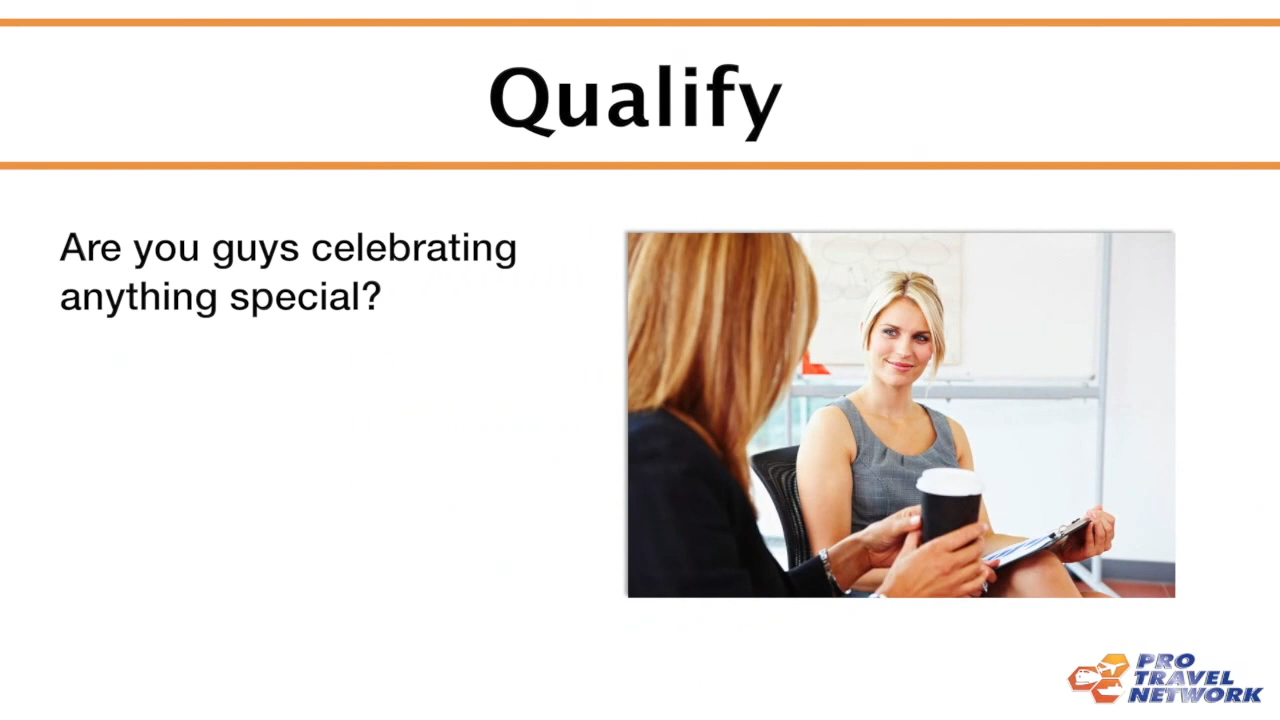 Qualify
Are you guys celebrating
anything special?
PRO
TRAVEL
NETWORK